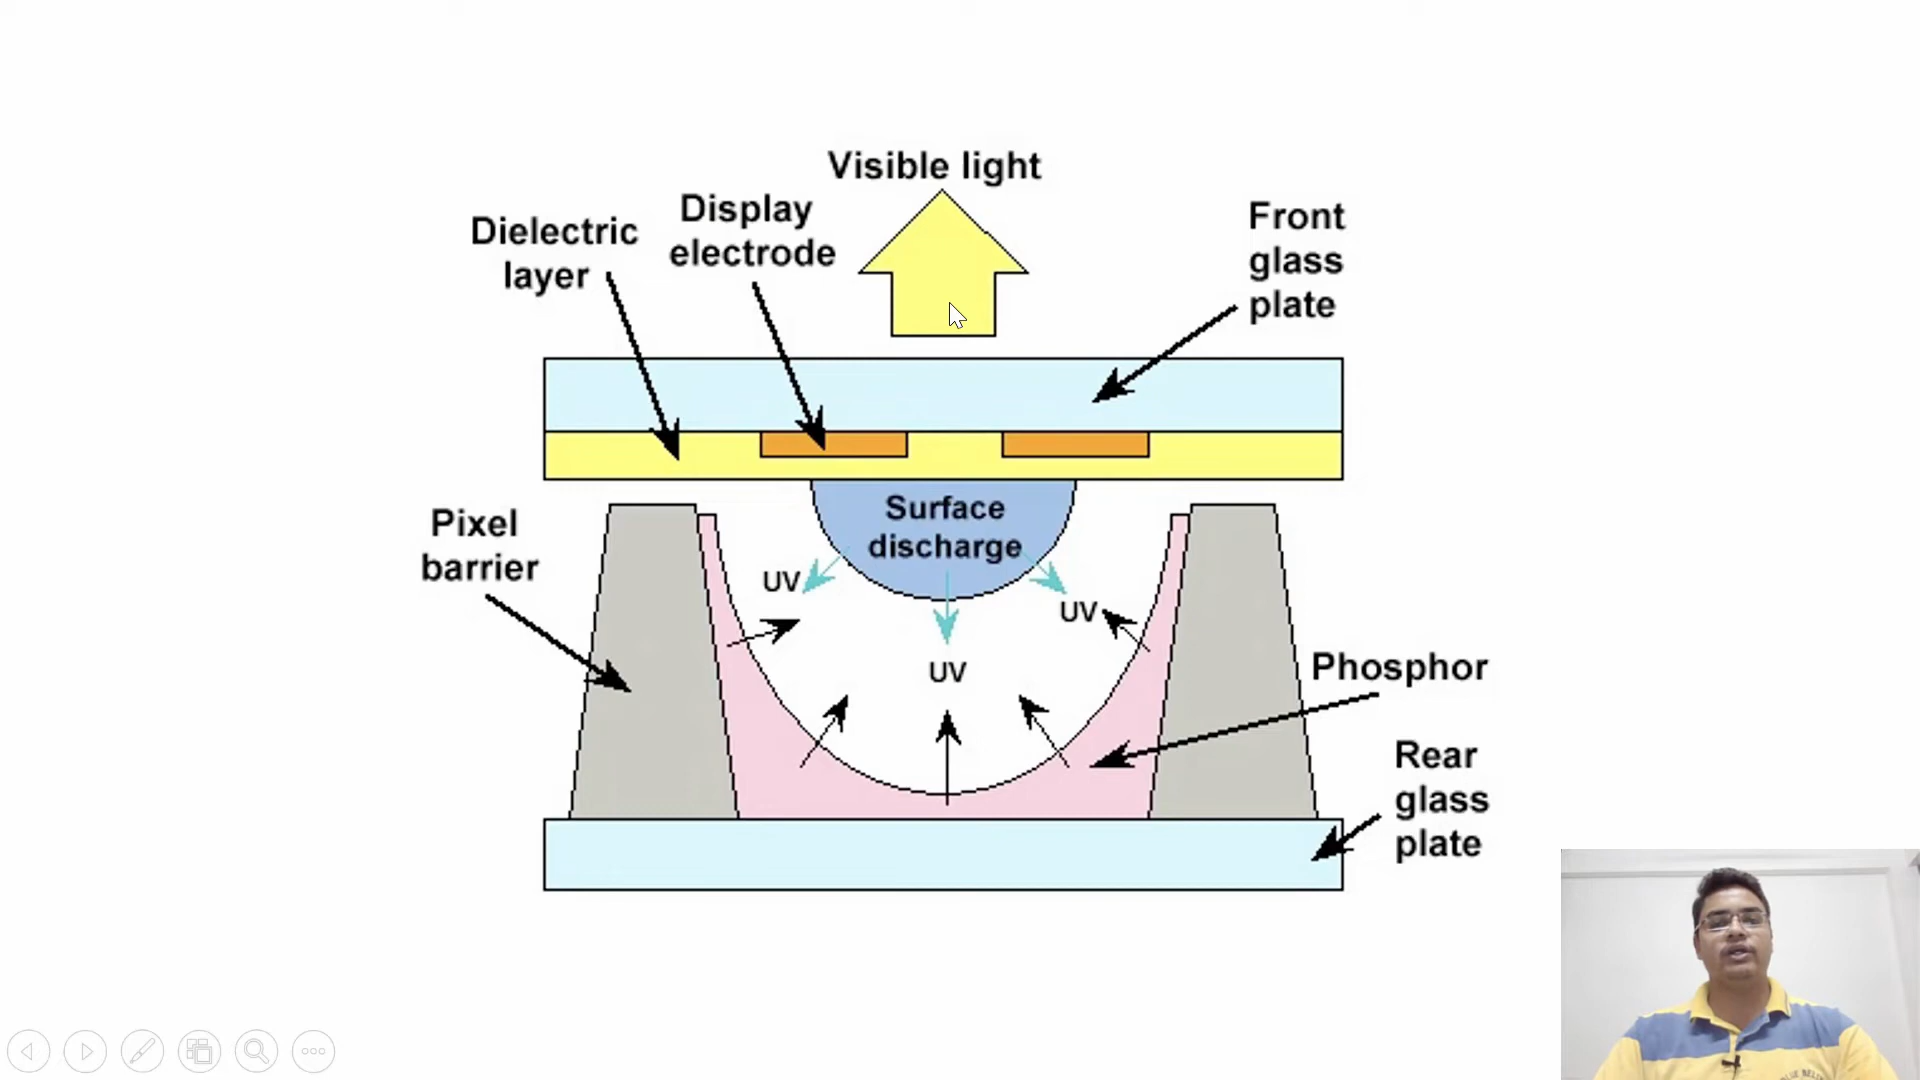 Visible light
Display
electrode
Dielectric
layer
Front
glass
plate
Surface
discharge
Pixel
barrier
UV
UV
UV
Phosphor
Rear
glass
plate